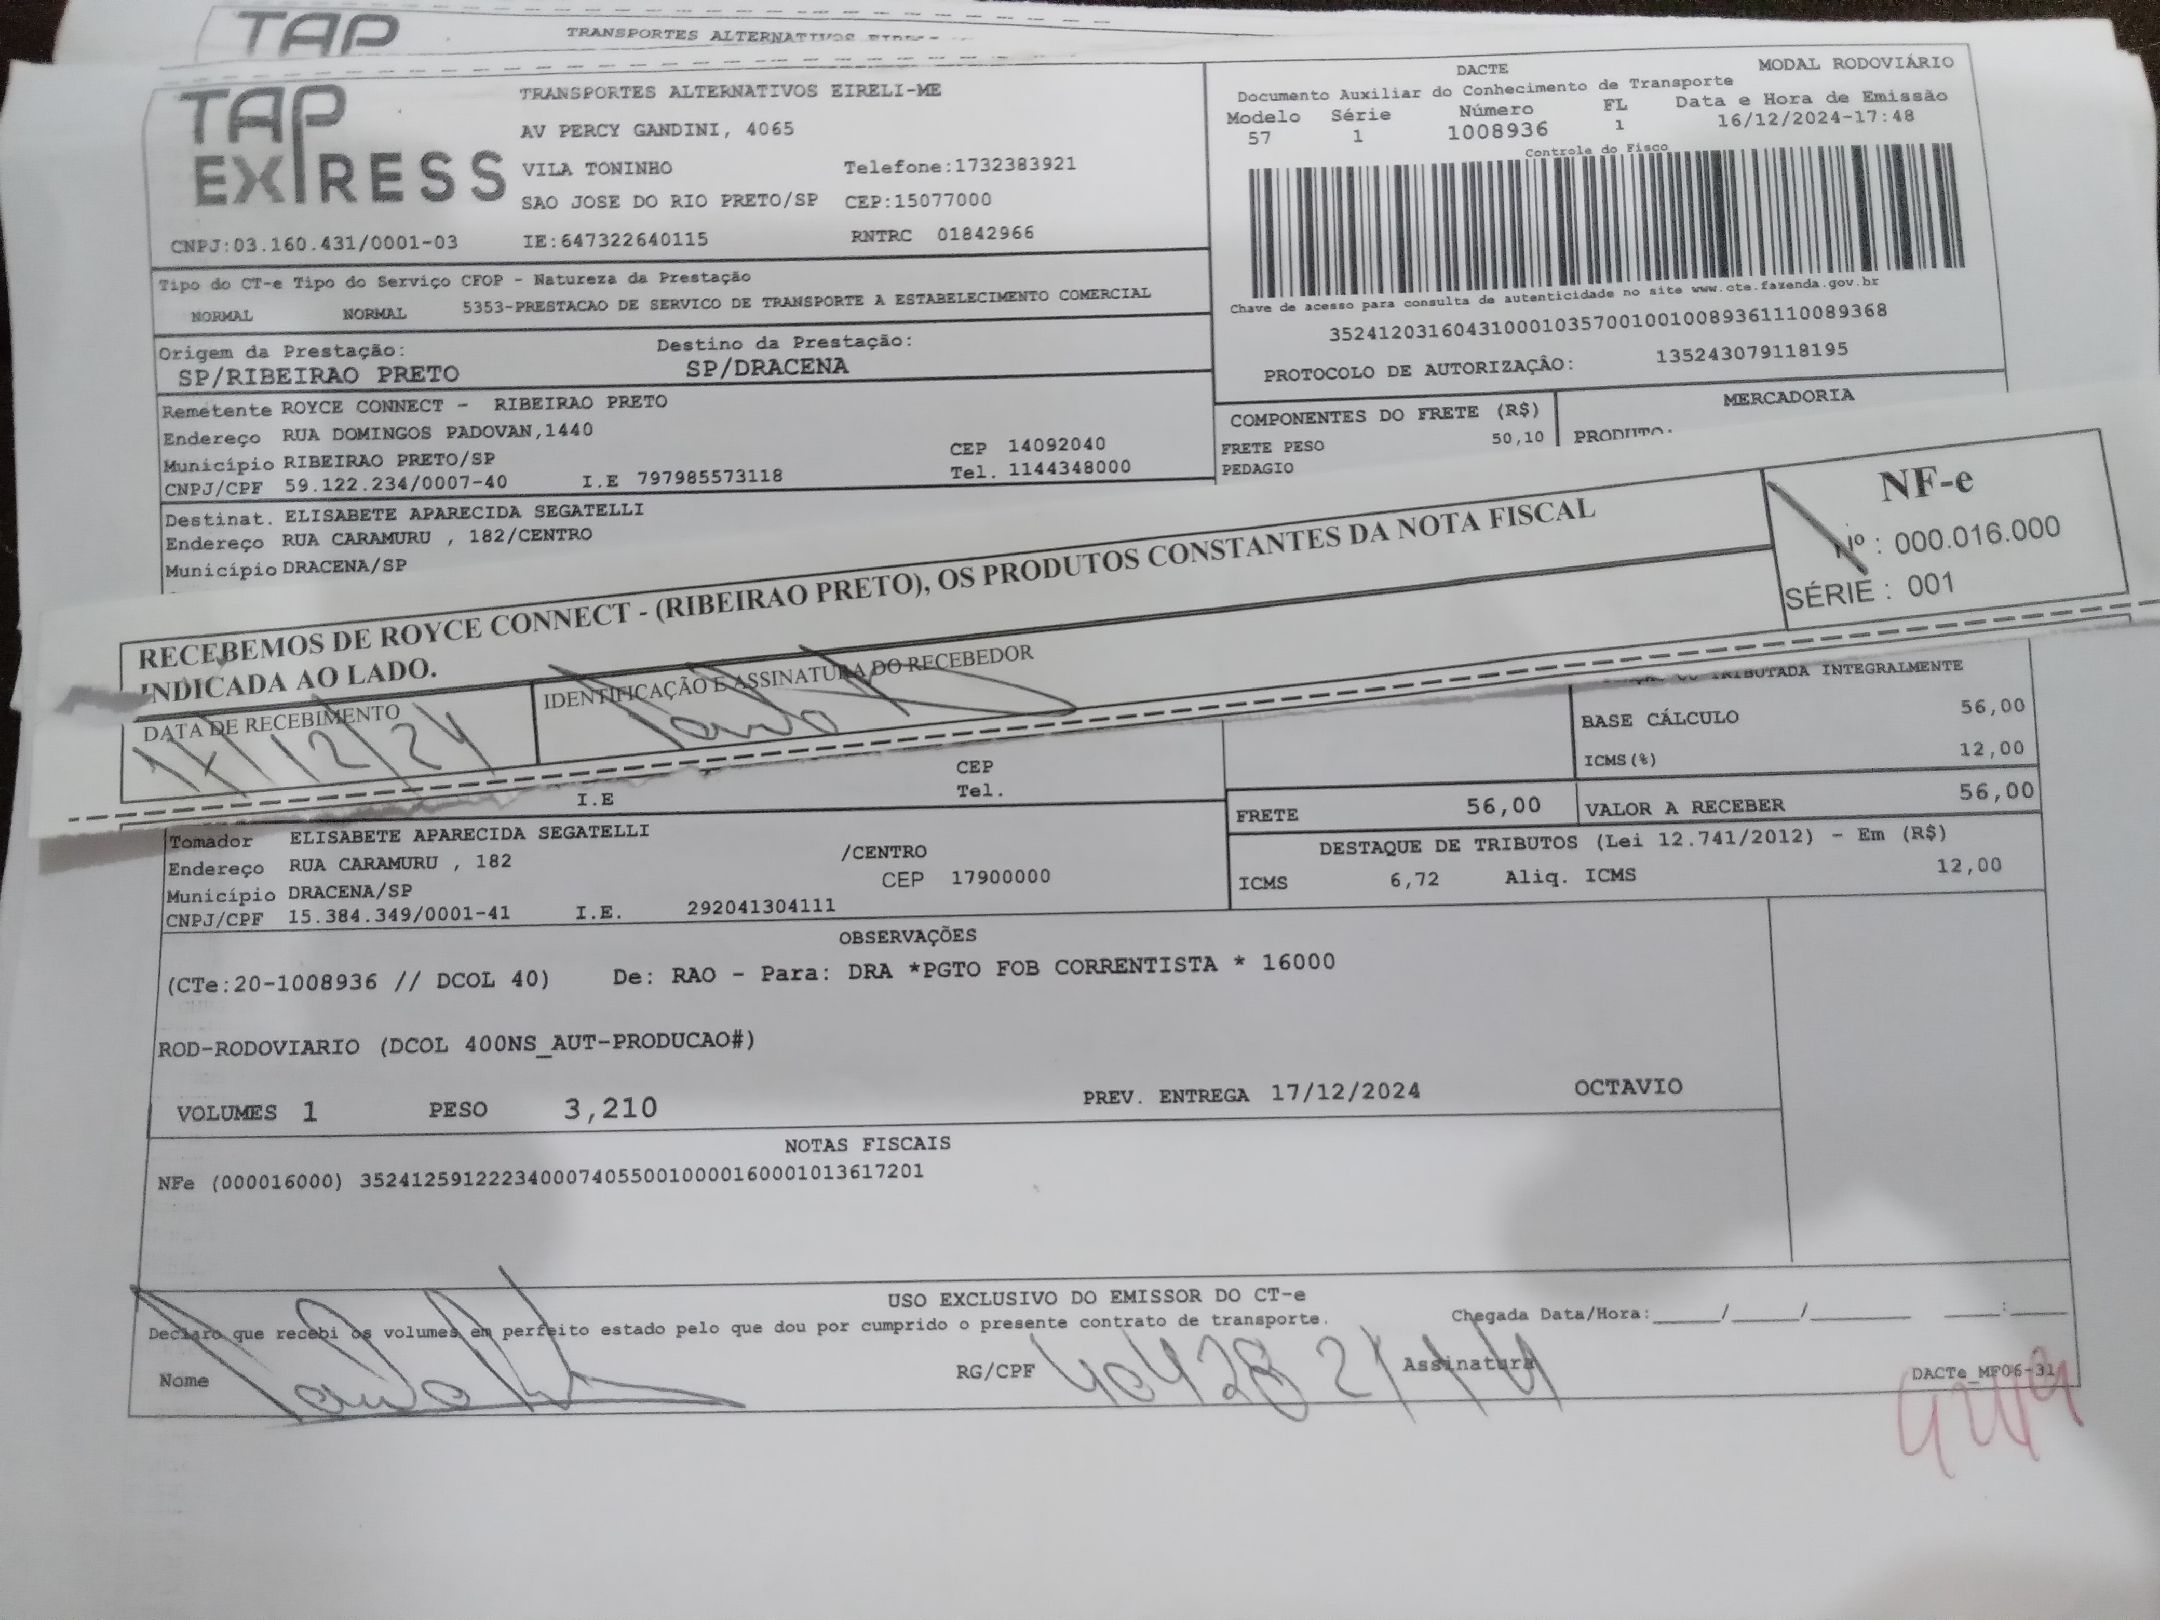 TAP
TRANSPORTES ALTERNATIVOS
TAP EXPRESS
TRANSPORTES ALTERNATIVOS EIRELI-ME
AV PERCY GANDINI, 4065
VILA TONINHO Telefone:1732383921
SAO JOSE DO RIO PRETO/SP CEP:15077000
CNPJ:03.160.431/0001-03 IE:647322640115 RNTRC 01842966
DACTE MODAL RODOVIÁRIO
Documento Auxiliar do Conhecimento de Transporte
Modelo Série Número FL Data e Hora de Emissão
57 1 1008936 1 16/12/2024-17:48
Controle do Fisco
Chave de acesso para consulta de autenticidade no site www.cte.fazenda.gov.br
35241203160431000103570010010089361110089368
PROTOCOLO DE AUTORIZAÇÃO: 135243079118195
Tipo do CT-e Tipo do Serviço CFOP - Natureza da Prestação
NORMAL NORMAL 5353-PRESTACAO DE SERVICO DE TRANSPORTE A ESTABELECIMENTO COMERCIAL
Origem da Prestação: Destino da Prestação:
SP/RIBEIRAO PRETO SP/DRACENA
Remetente ROYCE CONNECT - RIBEIRAO PRETO
Endereço RUA DOMINGOS PADOVAN,1440
Município RIBEIRAO PRETO/SP CEP 14092040
CNPJ/CPF 59.122.234/0007-40 I.E 797985573118 Tel. 1144348000
COMPONENTES DO FRETE (R$) MERCADORIA
FRETE PESO 50,10 PRODUTO:
PEDAGIO
Destinat. ELISABETE APARECIDA SEGATELLI
Endereço RUA CARAMURU , 182/CENTRO
Município DRACENA/SP
RECEBEMOS DE ROYCE CONNECT - (RIBEIRAO PRETO), OS PRODUTOS CONSTANTES DA NOTA FISCAL
INDICADA AO LADO.
NF-e
Nº : 000.016.000
SÉRIE : 001
DATA DE RECEBIMENTO IDENTIFICAÇÃO E ASSINATURA DO RECEBEDOR
17/12/24
TRIBUTADA INTEGRALMENTE
BASE CÁLCULO 56,00
ICMS(%) 12,00
CEP
I.E Tel.
FRETE 56,00 VALOR A RECEBER 56,00
DESTAQUE DE TRIBUTOS (Lei 12.741/2012) - Em (R$)
ICMS 6,72 Aliq. ICMS 12,00
Tomador ELISABETE APARECIDA SEGATELLI
Endereço RUA CARAMURU , 182 /CENTRO
Município DRACENA/SP CEP 17900000
CNPJ/CPF 15.384.349/0001-41 I.E. 292041304111
OBSERVAÇÕES
(CTe:20-1008936 // DCOL 40) De: RAO - Para: DRA *PGTO FOB CORRENTISTA * 16000
ROD-RODOVIARIO (DCOL 400NS_AUT-PRODUCAO#)
VOLUMES 1 PESO 3,210 PREV. ENTREGA 17/12/2024 OCTAVIO
NOTAS FISCAIS
NFe (000016000) 35241259122234000740550010000160001013617201
USO EXCLUSIVO DO EMISSOR DO CT-e
Declaro que recebi os volumes em perfeito estado pelo que dou por cumprido o presente contrato de transporte. Chegada Data/Hora:_____/_____/________ ____:____
Nome RG/CPF Assinatura
DACTe_MF06-31